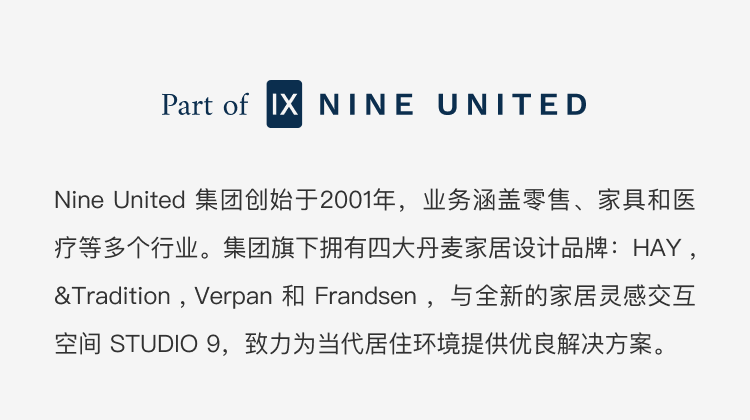 Part of IX NINE UNITED
Nine United 集团创始于2001年，业务涵盖零售、家具和医
疗等多个行业。集团旗下拥有四大丹麦家居设计品牌：HAY ,
&Tradition , Verpan 和 Frandsen ，与全新的家居灵感交互
空间 STUDIO 9，致力为当代居住环境提供优良解决方案。